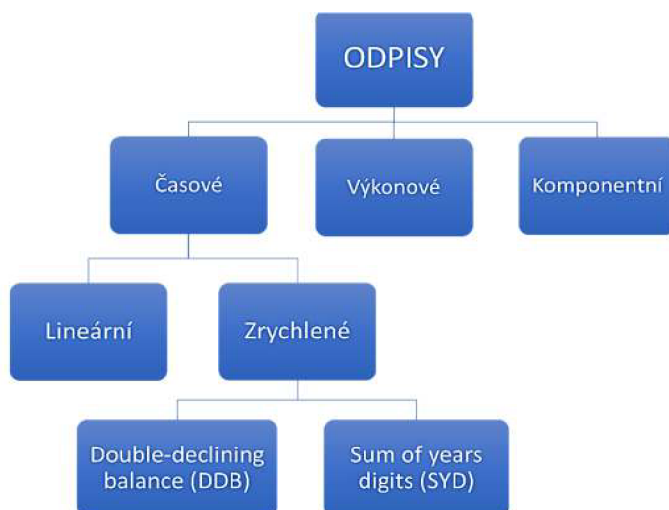 ODPISY
Časové
Výkonové
Komponentní
Lineární
Zrychlené
Double-declining
balance (DDB)
Sum of years
digits (SYD)